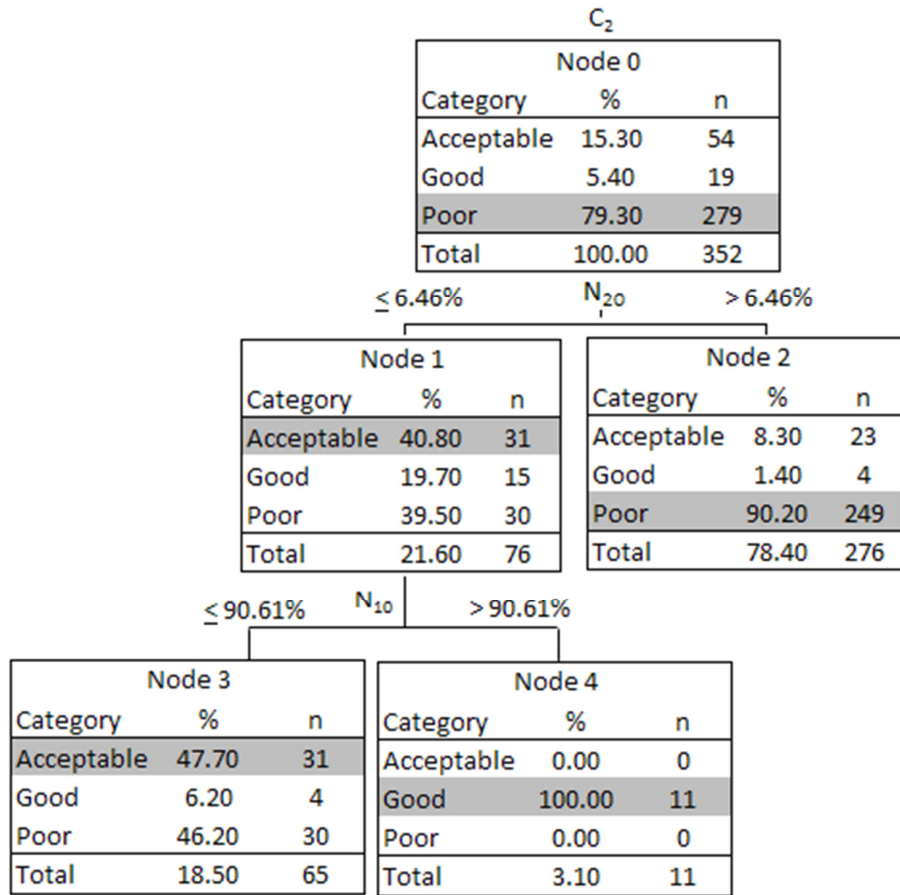 C₂
Node 0
Category % n
Acceptable 15.30 54
Good 5.40 19
Poor 79.30 279
Total 100.00 352
≤ 6.46% N₂₀ > 6.46%
Node 1
Category % n
Acceptable 40.80 31
Good 19.70 15
Poor 39.50 30
Total 21.60 76
Node 2
Category % n
Acceptable 8.30 23
Good 1.40 4
Poor 90.20 249
Total 78.40 276
≤ 90.61% N₁₀ > 90.61%
Node 3
Category % n
Acceptable 47.70 31
Good 6.20 4
Poor 46.20 30
Total 18.50 65
Node 4
Category % n
Acceptable 0.00 0
Good 100.00 11
Poor 0.00 0
Total 3.10 11